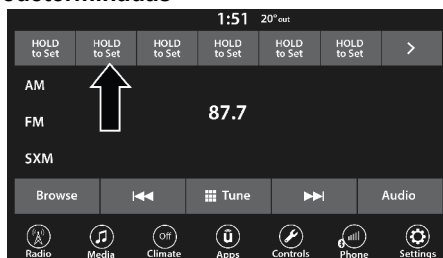 1:51 20° out
HOLD to Set HOLD to Set HOLD to Set HOLD to Set HOLD to Set HOLD to Set >
AM
FM 87.7
SXM
Browse Tune Audio
Off û
Radio Media Climate Apps Controls Phone Settings